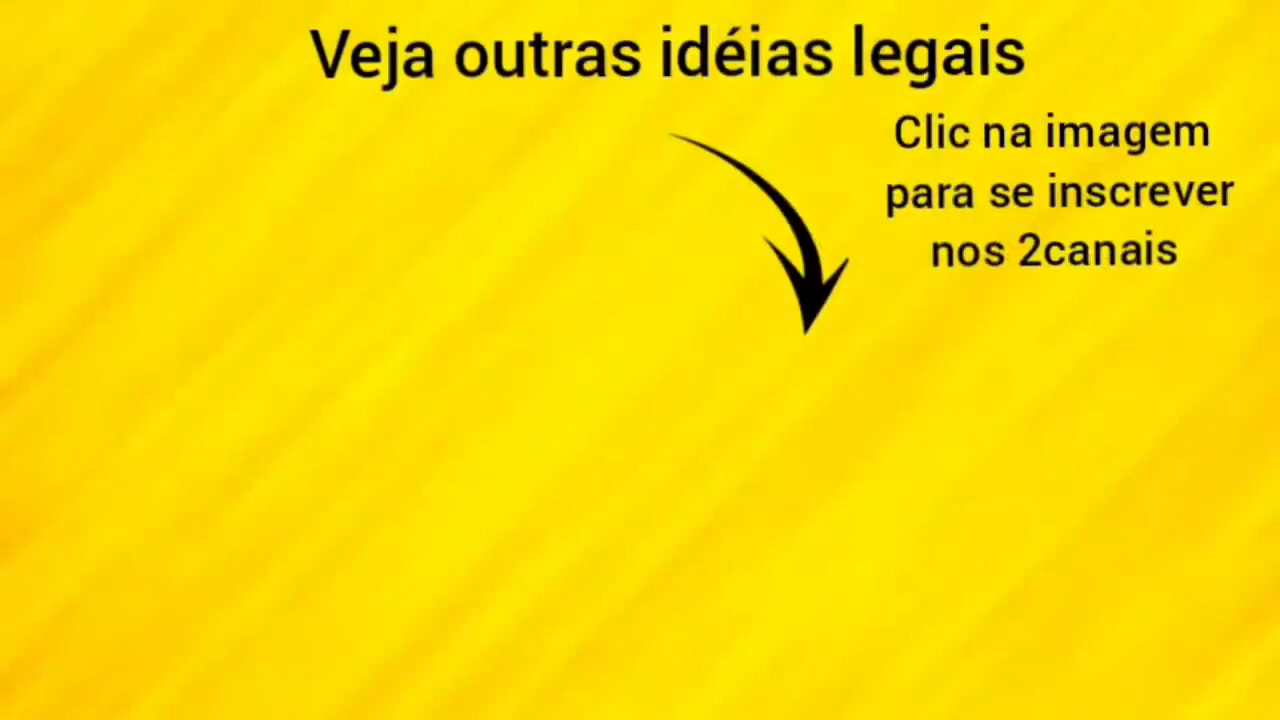 Veja outras idéias legais
Clic na imagem
para se inscrever
nos 2canais